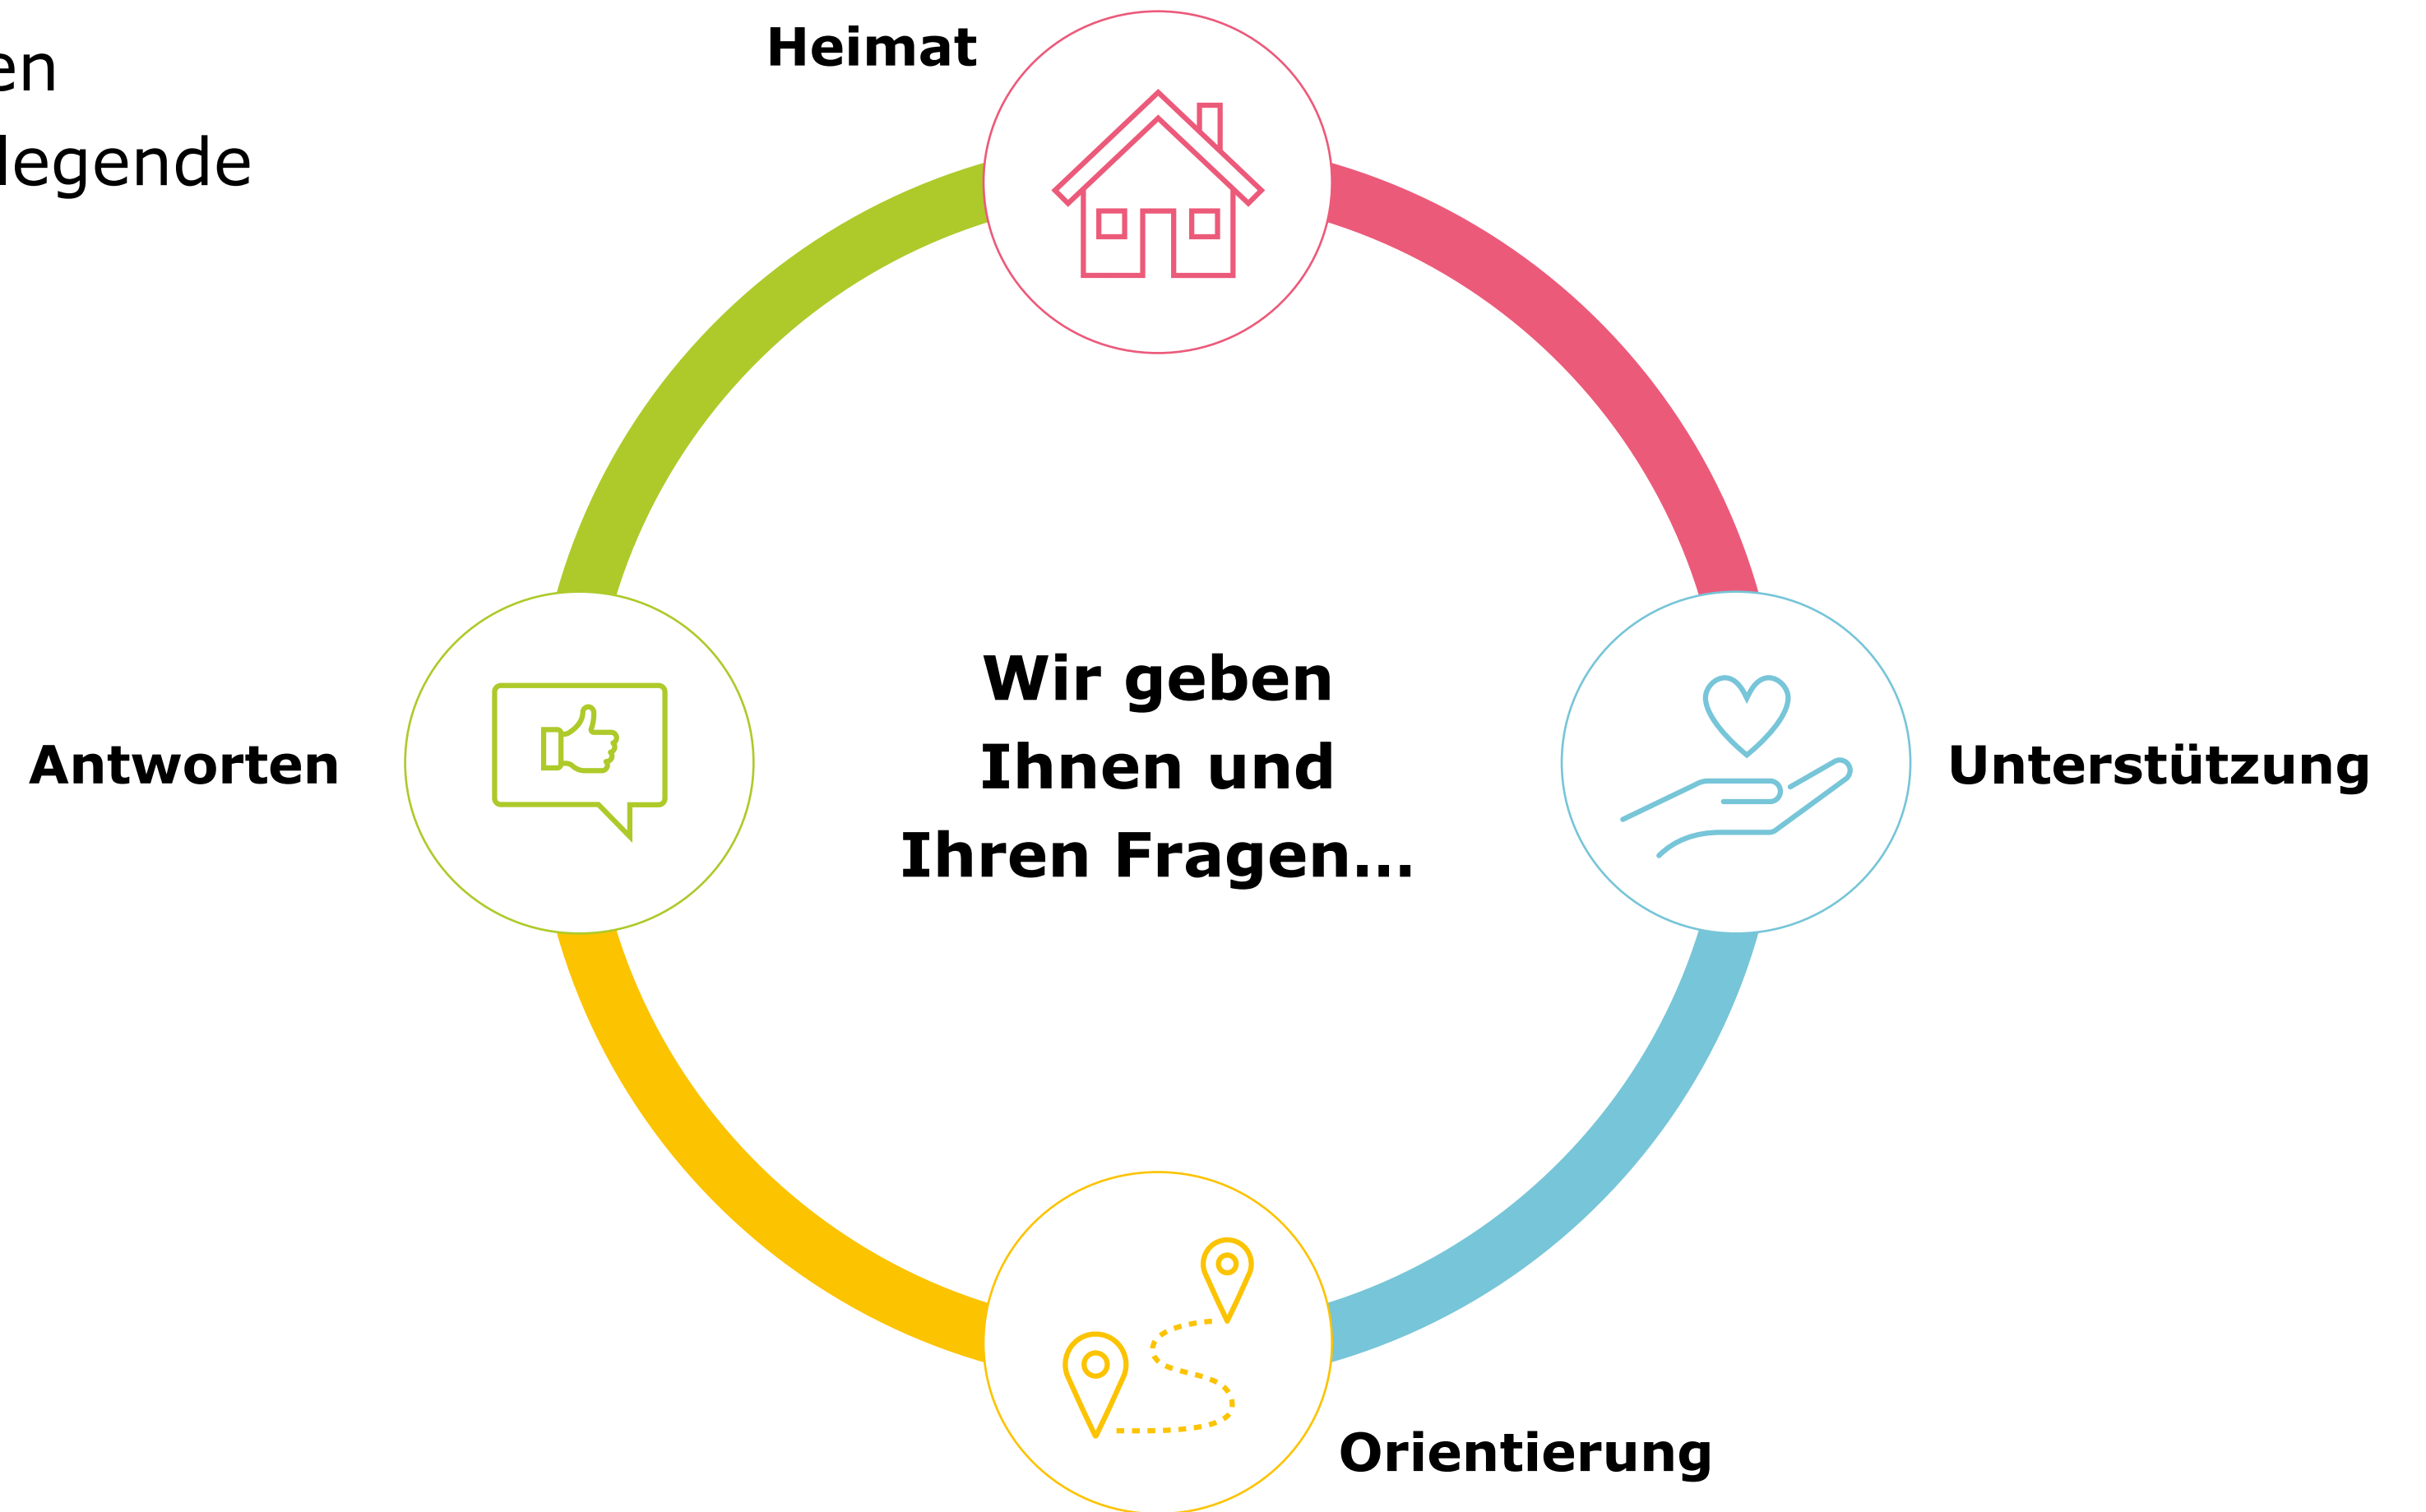 Heimat
en
legende
Wir geben
Ihnen und
Ihren Fragen...
Antworten
Unterstützung
Orientierung